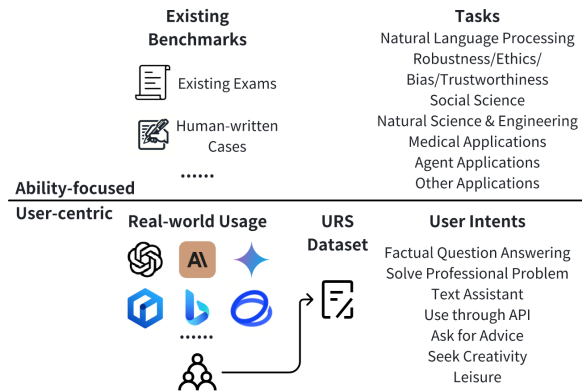 Existing
Benchmarks
Existing Exams
Human-written
Cases
......
Tasks
Natural Language Processing
Robustness/Ethics/
Bias/Trustworthiness
Social Science
Natural Science & Engineering
Medical Applications
Agent Applications
Other Applications
Ability-focused
User-centric
Real-world Usage
A\
......
URS
Dataset
User Intents
Factual Question Answering
Solve Professional Problem
Text Assistant
Use through API
Ask for Advice
Seek Creativity
Leisure